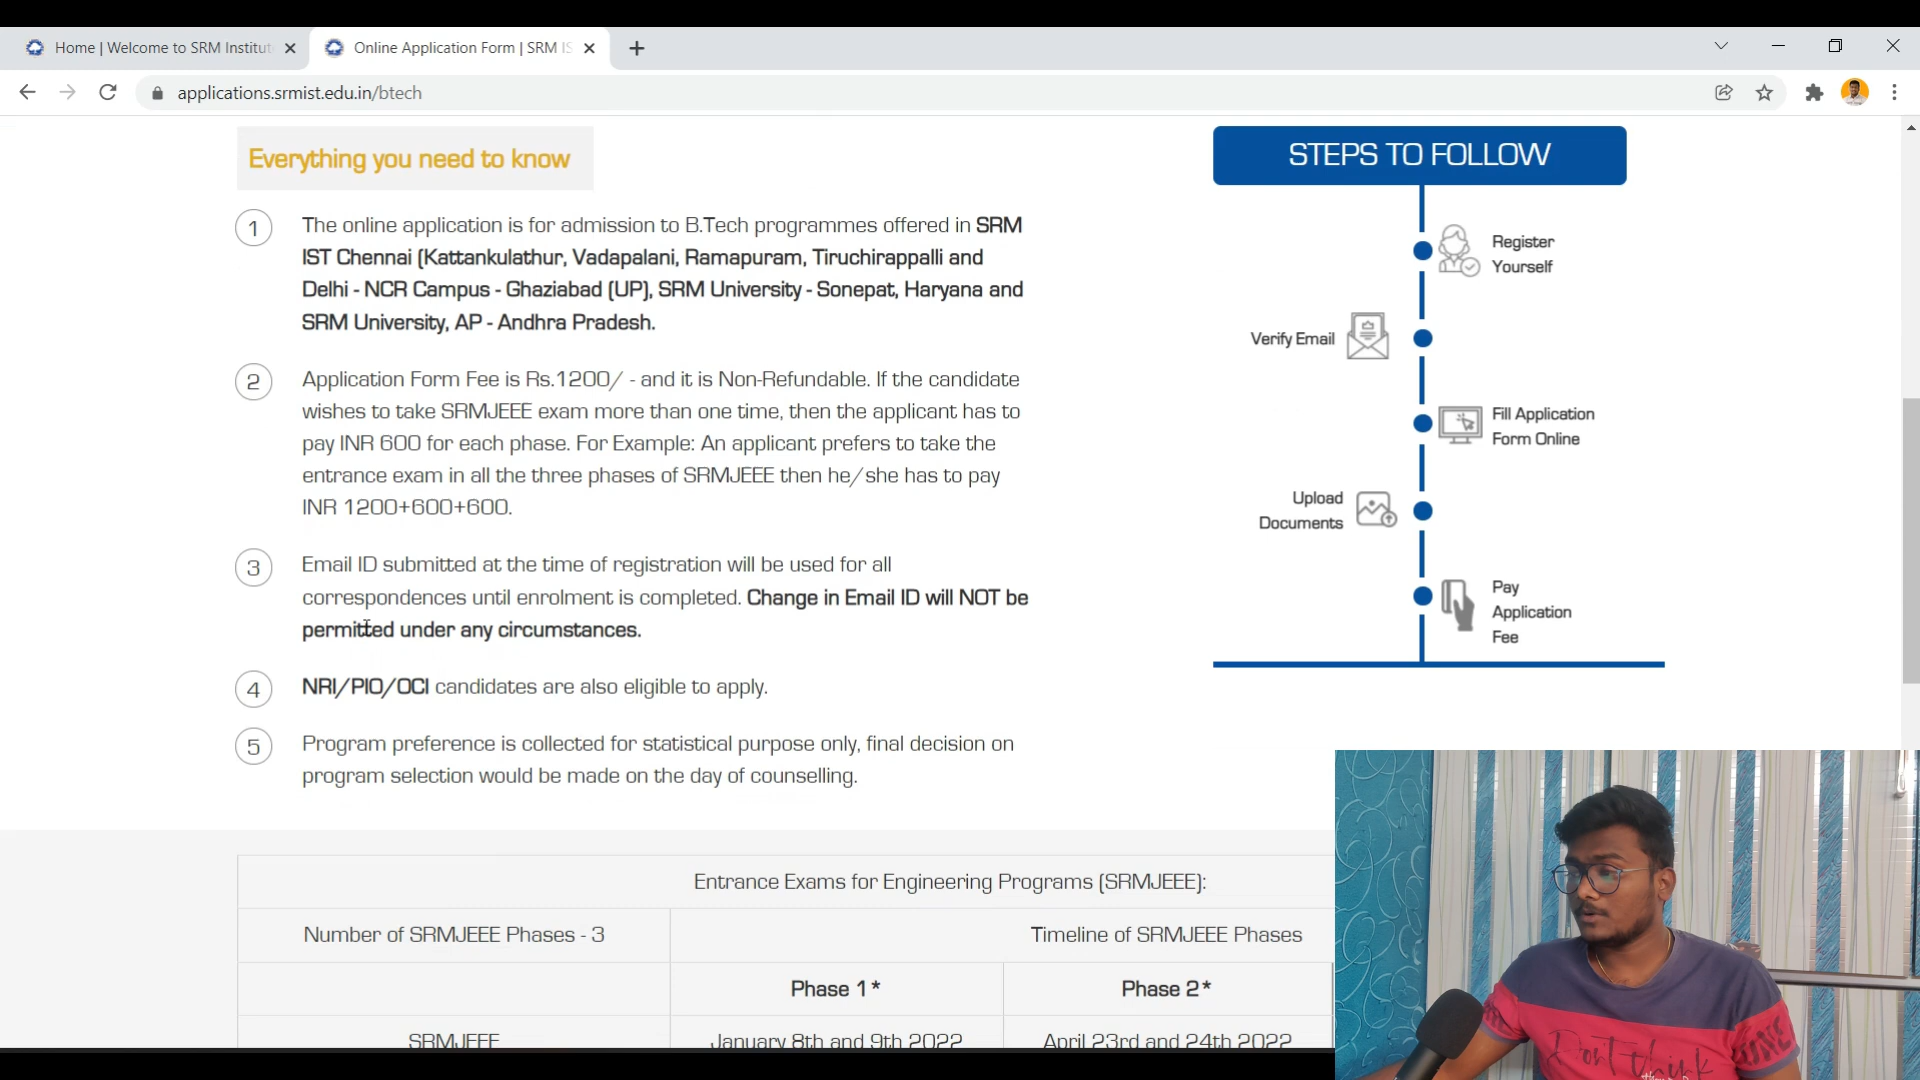 Home | Welcome to SRM Institut
Online Application Form | SRM IS
applications.srmist.edu.in/btech
Everything you need to know
1
The online application is for admission to B.Tech programmes offered in SRM
IST Chennai (Kattankulathur, Vadapalani, Ramapuram, Tiruchirappalli and
Delhi - NCR Campus - Ghaziabad (UP), SRM University - Sonepat, Haryana and
SRM University, AP - Andhra Pradesh.
2
Application Form Fee is Rs.1200/ - and it is Non-Refundable. If the candidate
wishes to take SRMJEEE exam more than one time, then the applicant has to
pay INR 600 for each phase. For Example: An applicant prefers to take the
entrance exam in all the three phases of SRMJEEE then he/she has to pay
INR 1200+600+600.
3
Email ID submitted at the time of registration will be used for all
correspondences until enrolment is completed. Change in Email ID will NOT be
permitted under any circumstances.
4
NRI/PIO/OCI candidates are also eligible to apply.
5
Program preference is collected for statistical purpose only, final decision on
program selection would be made on the day of counselling.
STEPS TO FOLLOW
Register
Yourself
Verify Email
Fill Application
Form Online
Upload
Documents
Pay
Application
Fee
Entrance Exams for Engineering Programs (SRMJEEE):
Number of SRMJEEE Phases - 3
Timeline of SRMJEEE Phases
Phase 1*
Phase 2*
SRMJEEE
January 8th and 9th 2022
April 23rd and 24th 2022
Don't think